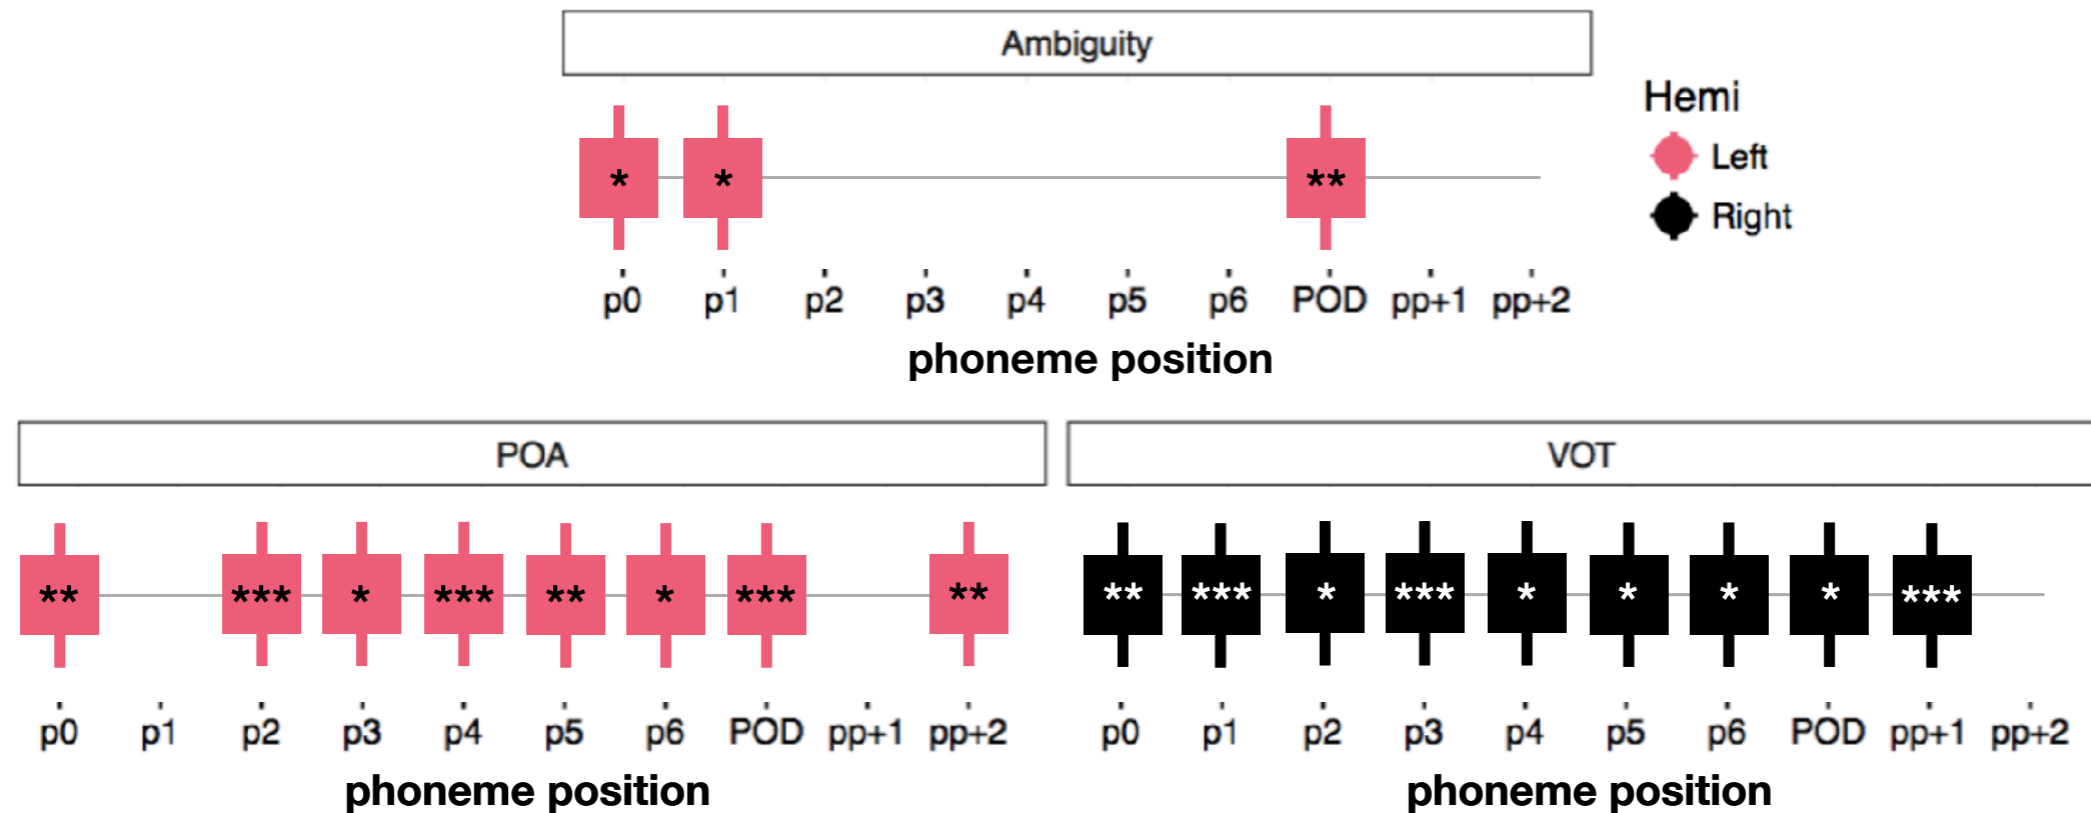 Ambiguity
Hemi
Left
Right
* * **
p0 p1 p2 p3 p4 p5 p6 POD pp+1 pp+2
phoneme position
POA
** *** * *** ** * *** **
p0 p1 p2 p3 p4 p5 p6 POD pp+1 pp+2
phoneme position
VOT
** *** * *** * * * * ***
p0 p1 p2 p3 p4 p5 p6 POD pp+1 pp+2
phoneme position